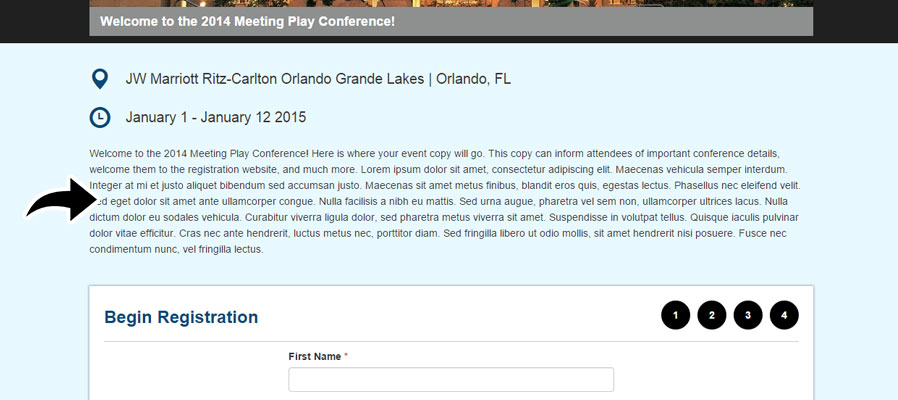 Welcome to the 2014 Meeting Play Conference!
JW Marriott Ritz-Carlton Orlando Grande Lakes | Orlando, FL
January 1 - January 12 2015
Welcome to the 2014 Meeting Play Conference! Here is where your event copy will go. This copy can inform attendees of important conference details,
welcome them to the registration website, and much more. Lorem ipsum dolor sit amet, consectetur adipiscing elit. Maecenas vehicula semper interdum.
Integer at mi et justo aliquet bibendum sed accumsan justo. Maecenas sit amet metus finibus, blandit eros quis, egestas lectus. Phasellus nec eleifend velit.
eget dolor sit amet ante ullamcorper congue. Nulla facilisis a nibh eu mattis. Sed urna augue, pharetra vel sem non, ullamcorper ultrices lacus. Nulla
dictum dolor eu sodales vehicula. Curabitur viverra ligula dolor, sed pharetra metus viverra sit amet. Suspendisse in volutpat tellus. Quisque iaculis pulvinar
dolor vitae efficitur. Cras nec ante hendrerit, luctus metus nec, porttitor diam. Sed fringilla libero ut odio mollis, sit amet hendrerit nisi posuere. Fusce nec
condimentum nunc, vel fringilla lectus.
Begin Registration
1 2 3 4
First Name *